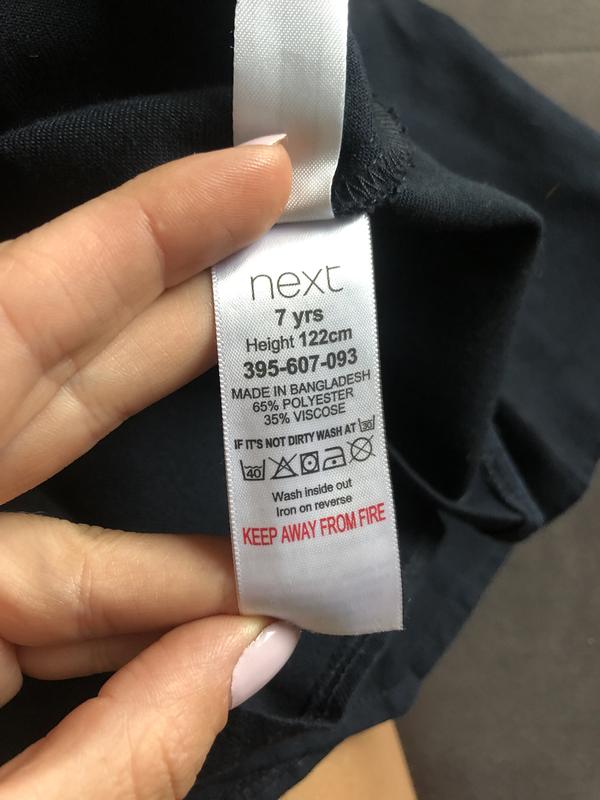 next
7 yrs
Height 122cm
395-607-093
MADE IN BANGLADESH
65% POLYESTER
35% VISCOSE
IF IT'S NOT DIRTY WASH AT 30
40
Wash inside out
Iron on reverse
KEEP AWAY FROM FIRE